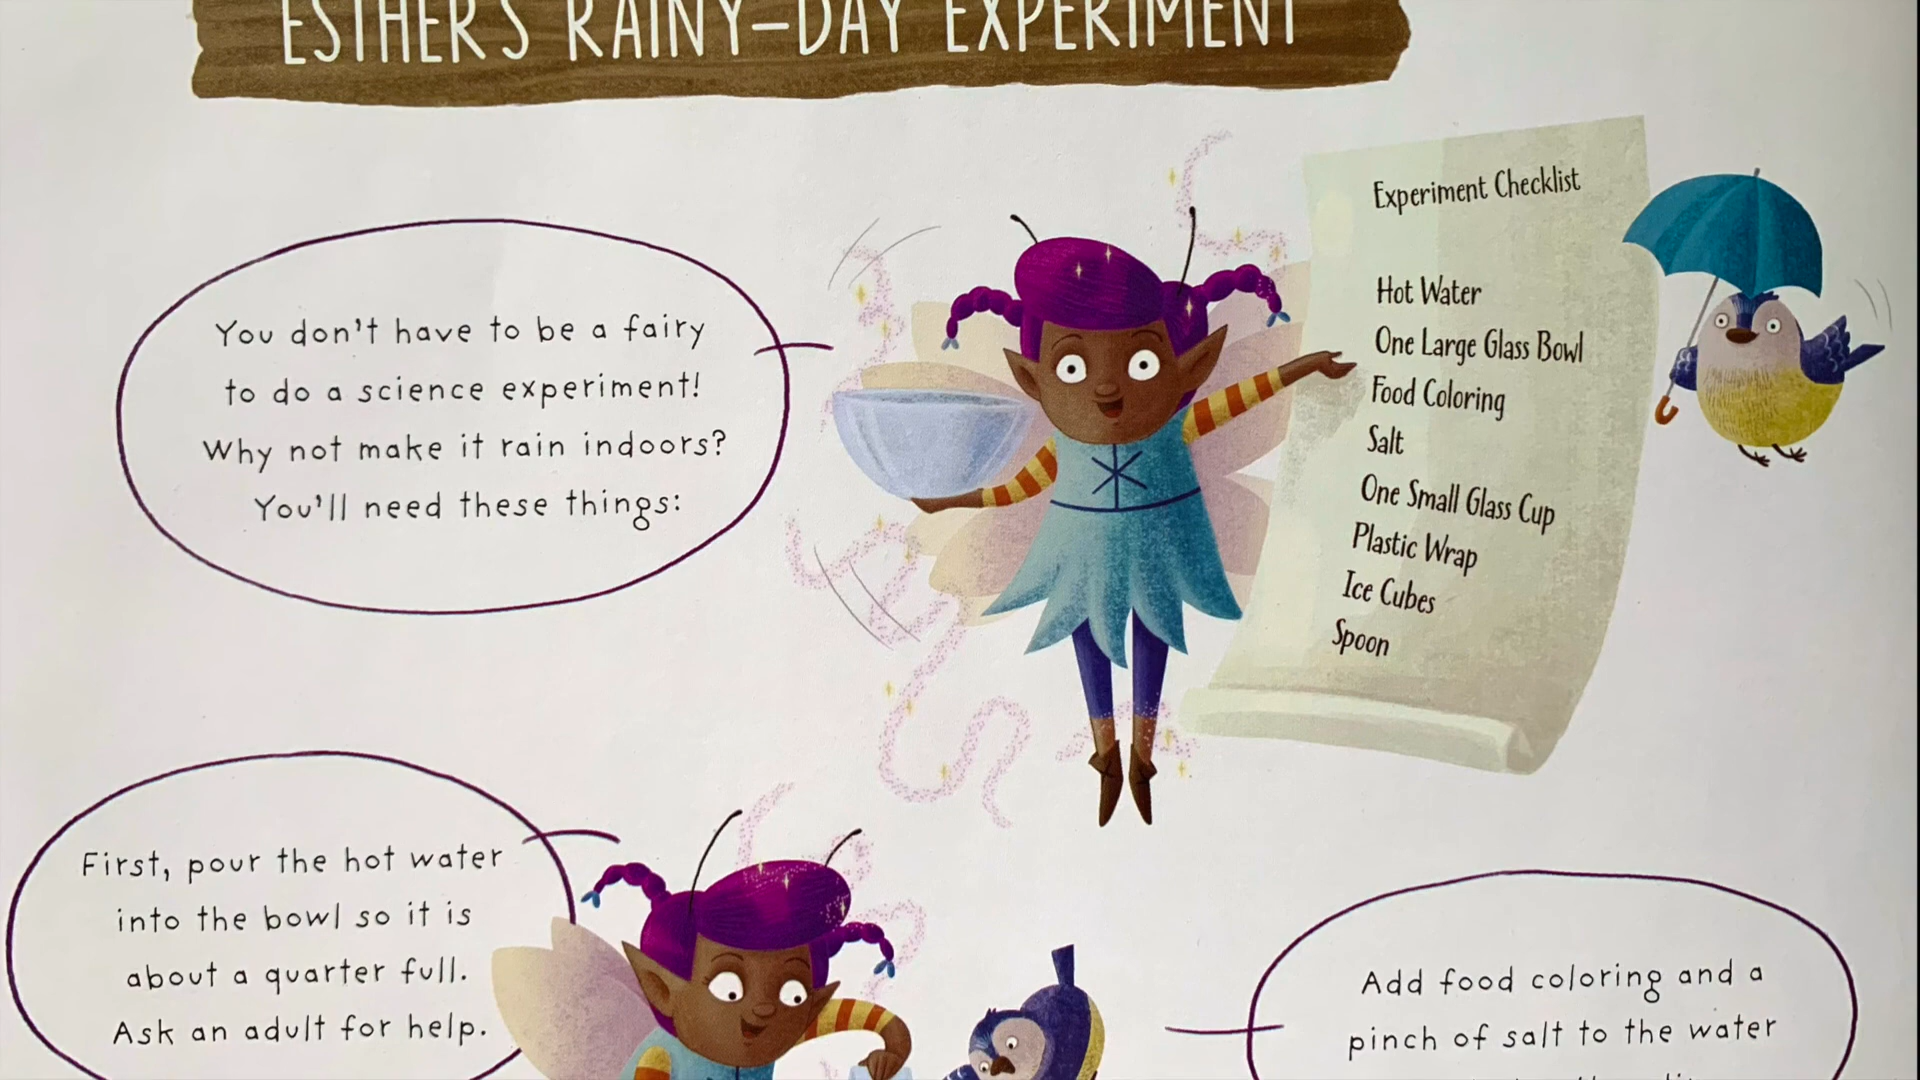 ESTHER'S RAINY-DAY EXPERIMENT
You don't have to be a fairy
to do a science experiment!
Why not make it rain indoors?
You'll need these things:
Experiment Checklist
Hot Water
One Large Glass Bowl
Food Coloring
Salt
One Small Glass Cup
Plastic Wrap
Ice Cubes
Spoon
First, pour the hot water
into the bowl so it is
about a quarter full.
Ask an adult for help.
Add food coloring and a
pinch of salt to the water